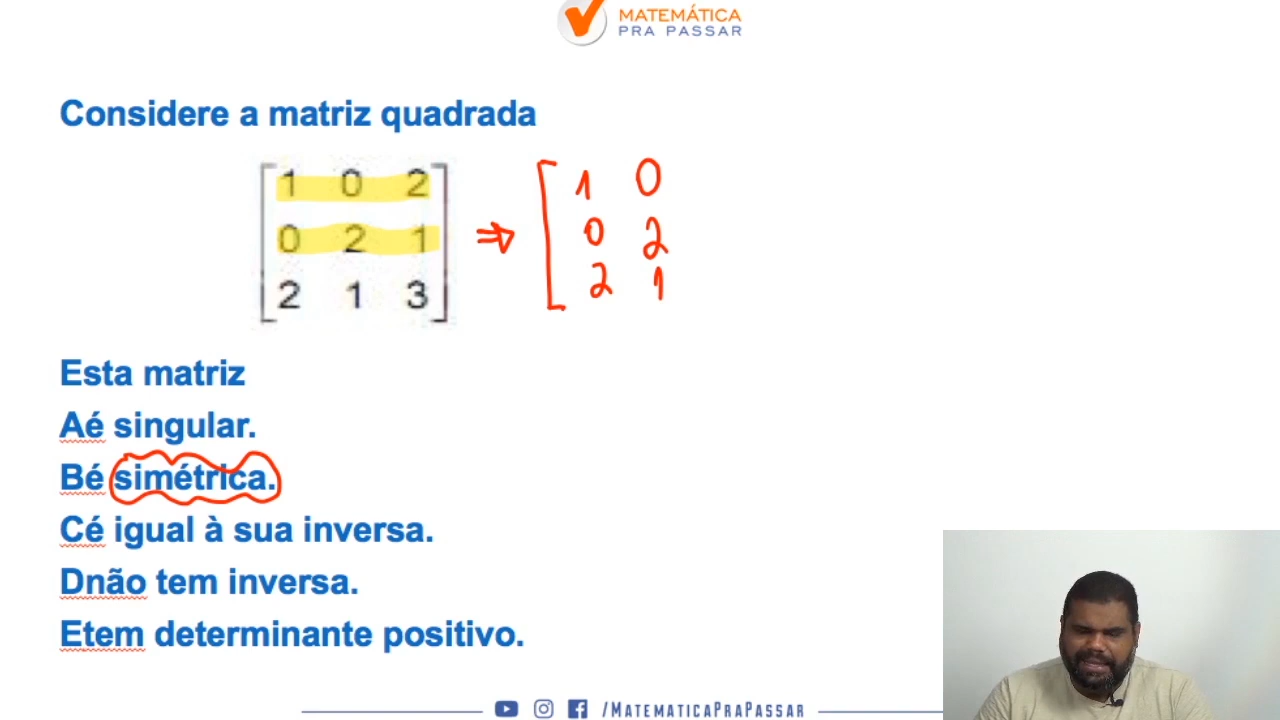 MATEMÁTICA
PRA PASSAR
Considere a matriz quadrada
1 0 2
0 2 1
2 1 3
⇒
1 0
0 2
2 1
Esta matriz
Aé singular.
Bé simétrica.
Cé igual à sua inversa.
Dnão tem inversa.
Etem determinante positivo.
/MATEMATICAPRAPASSAR